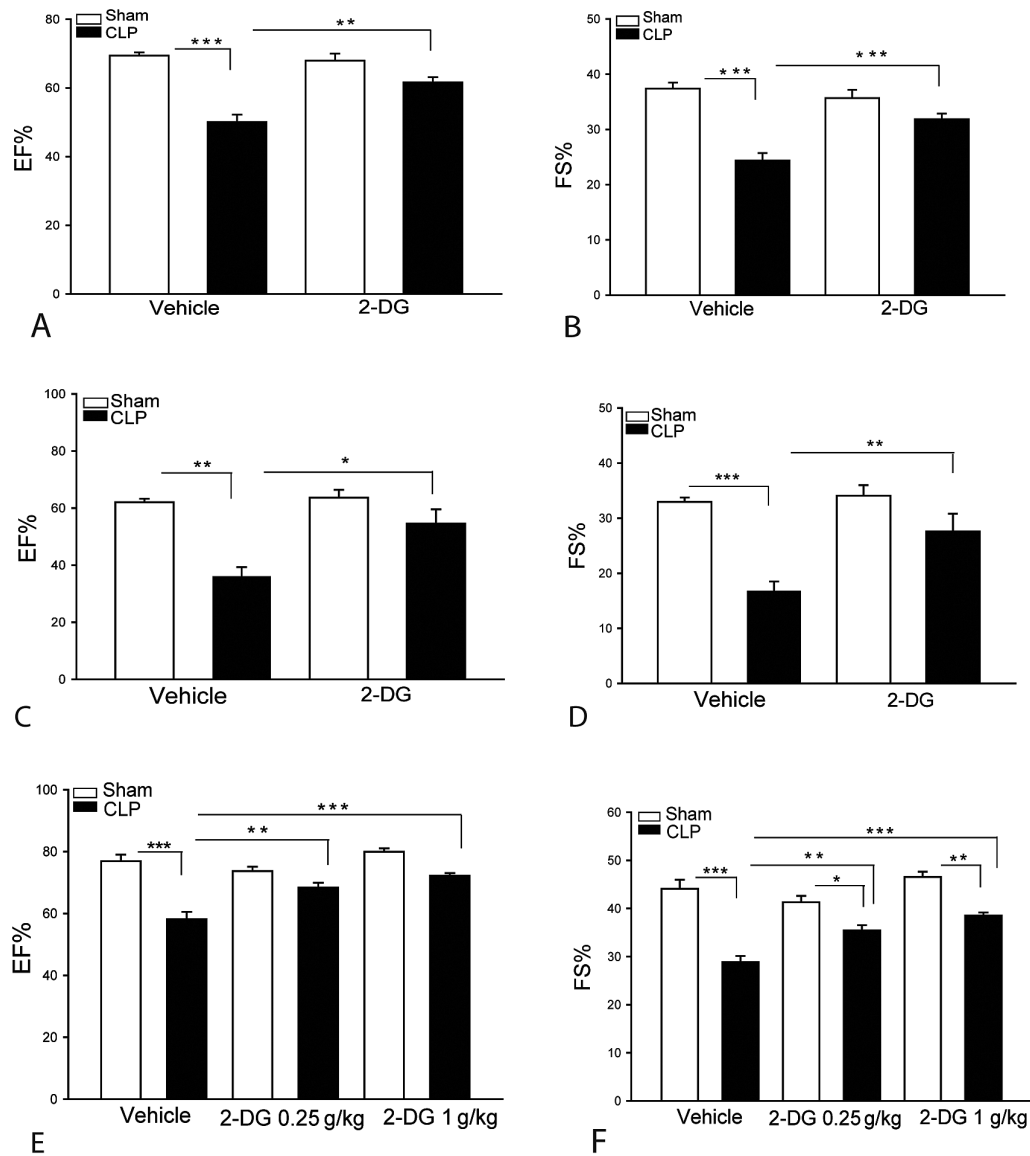 Sham
CLP
***
**
80
60
40
20
0
EF%
Vehicle
2-DG
A
Sham
CLP
***
***
50
40
30
20
10
0
FS%
Vehicle
2-DG
B
Sham
CLP
**
*
100
80
60
40
20
0
EF%
Vehicle
2-DG
C
Sham
CLP
***
**
50
40
30
20
10
0
FS%
Vehicle
2-DG
D
Sham
CLP
***
**
***
100
80
60
40
20
0
EF%
Vehicle
2-DG 0.25 g/kg
2-DG 1 g/kg
E
Sham
CLP
***
**
***
*
**
60
50
40
30
20
10
0
FS%
Vehicle
2-DG 0.25 g/kg
2-DG 1 g/kg
F